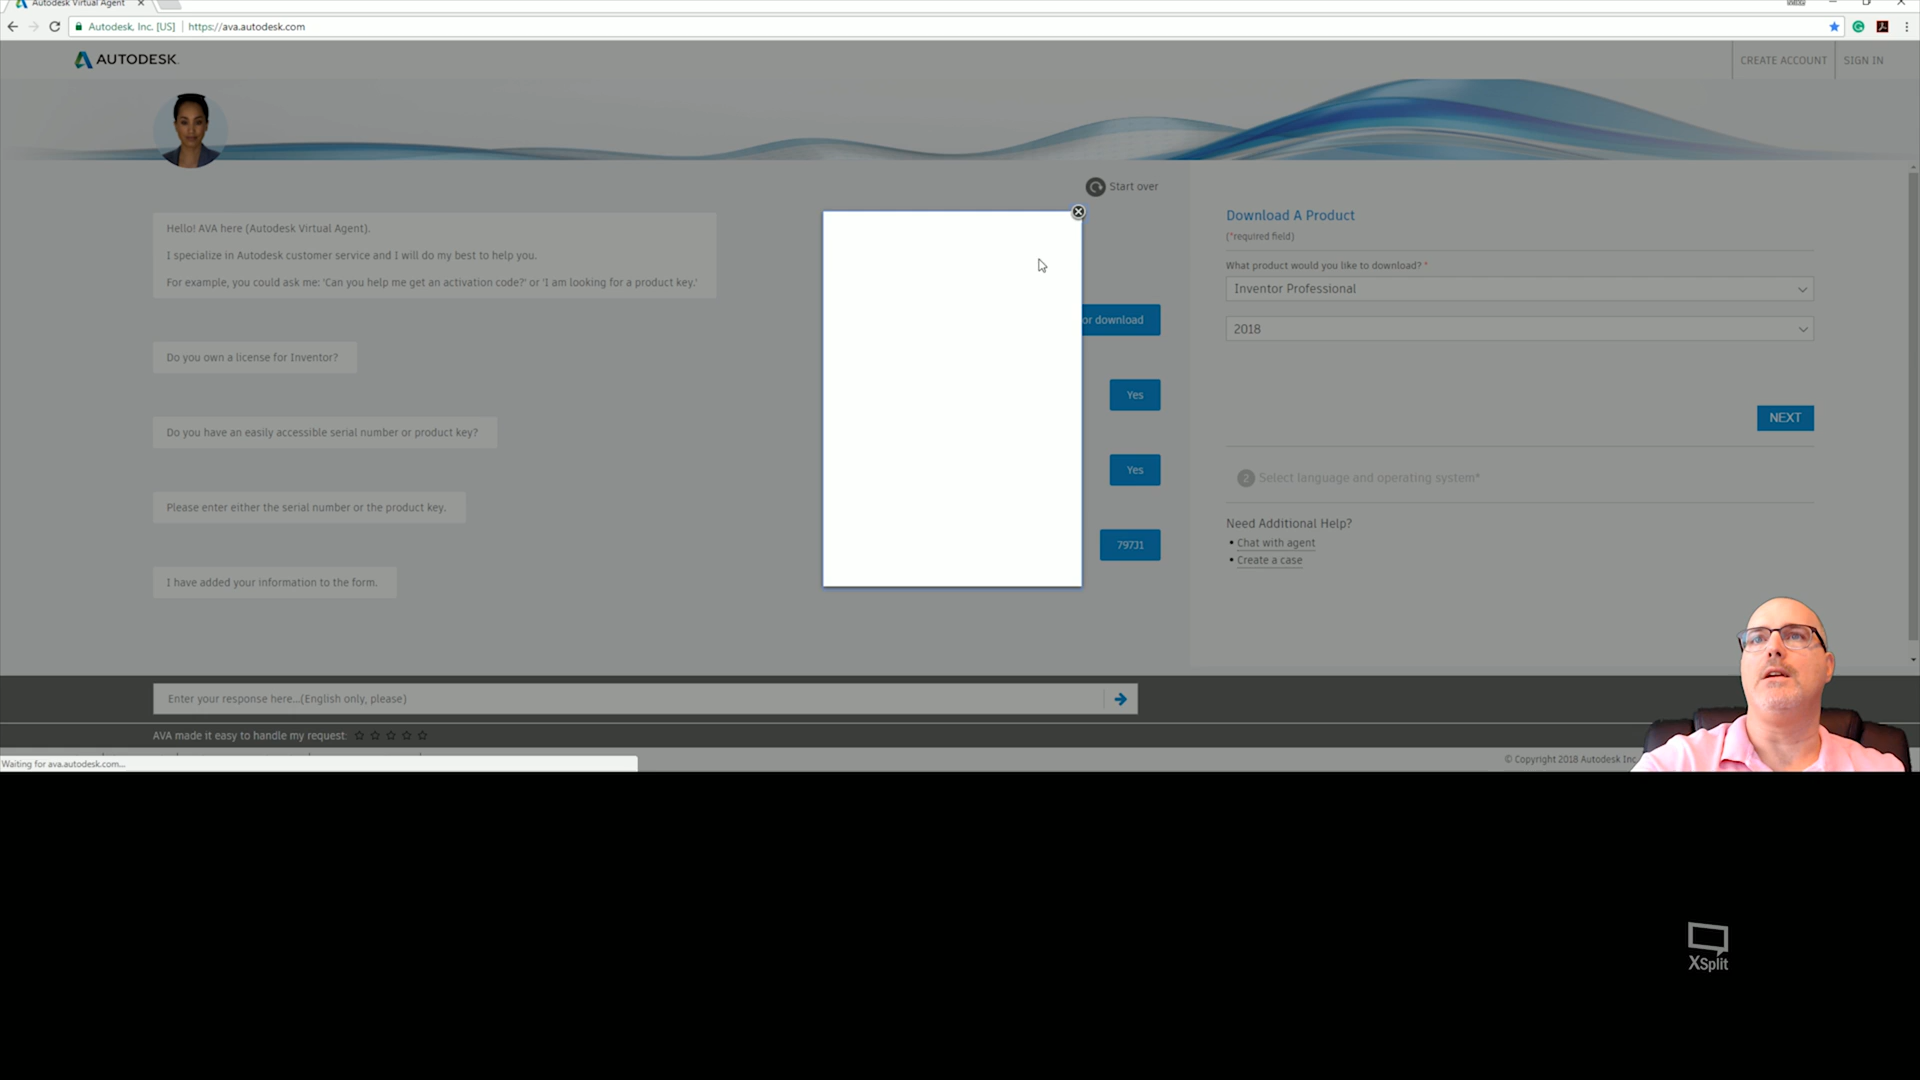 Autodesk Virtual Agent
Autodesk, Inc. [US] https://ava.autodesk.com
AUTODESK
CREATE ACCOUNT SIGN IN
Start over
Hello! AVA here (Autodesk Virtual Agent).
I specialize in Autodesk customer service and I will do my best to help you.
For example, you could ask me: 'Can you help me get an activation code?' or 'I am looking for a product key.'
or download
Do you own a license for Inventor?
Yes
Do you have an easily accessible serial number or product key?
Yes
Please enter either the serial number or the product key.
79731
I have added your information to the form.
Download A Product
(*required field)
What product would you like to download? *
Inventor Professional
2018
NEXT
2 Select language and operating system*
Need Additional Help?
• Chat with agent
• Create a case
Enter your response here...(English only, please)
AVA made it easy to handle my request:
© Copyright 2018 Autodesk Inc
Waiting for ava.autodesk.com...
XSplit